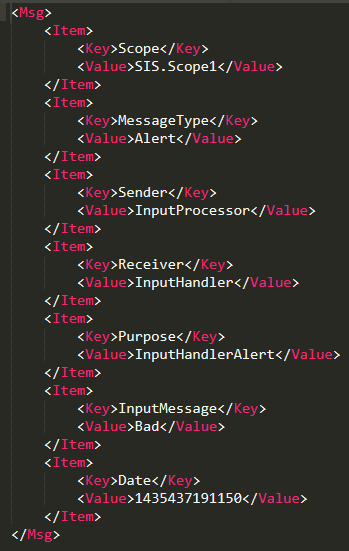 <Msg>
    <Item>
        <Key>Scope</Key>
        <Value>SIS.Scope1</Value>
    </Item>
    <Item>
        <Key>MessageType</Key>
        <Value>Alert</Value>
    </Item>
    <Item>
        <Key>Sender</Key>
        <Value>InputProcessor</Value>
    </Item>
    <Item>
        <Key>Receiver</Key>
        <Value>InputHandler</Value>
    </Item>
    <Item>
        <Key>Purpose</Key>
        <Value>InputHandlerAlert</Value>
    </Item>
    <Item>
        <Key>InputMessage</Key>
        <Value>Bad</Value>
    </Item>
    <Item>
        <Key>Date</Key>
        <Value>1435437191150</Value>
    </Item>
</Msg>